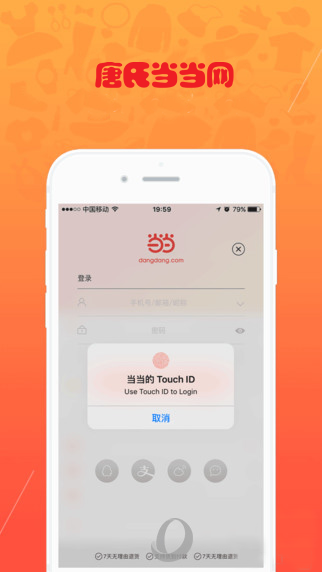 唐氏当当网
中国移动
19:59
79%
当当
dangdang.com
登录
手机号/邮箱/昵称
密码
当当的 Touch ID
Use Touch ID to Login
取消
支
7天无理由退货
7天无理由退货